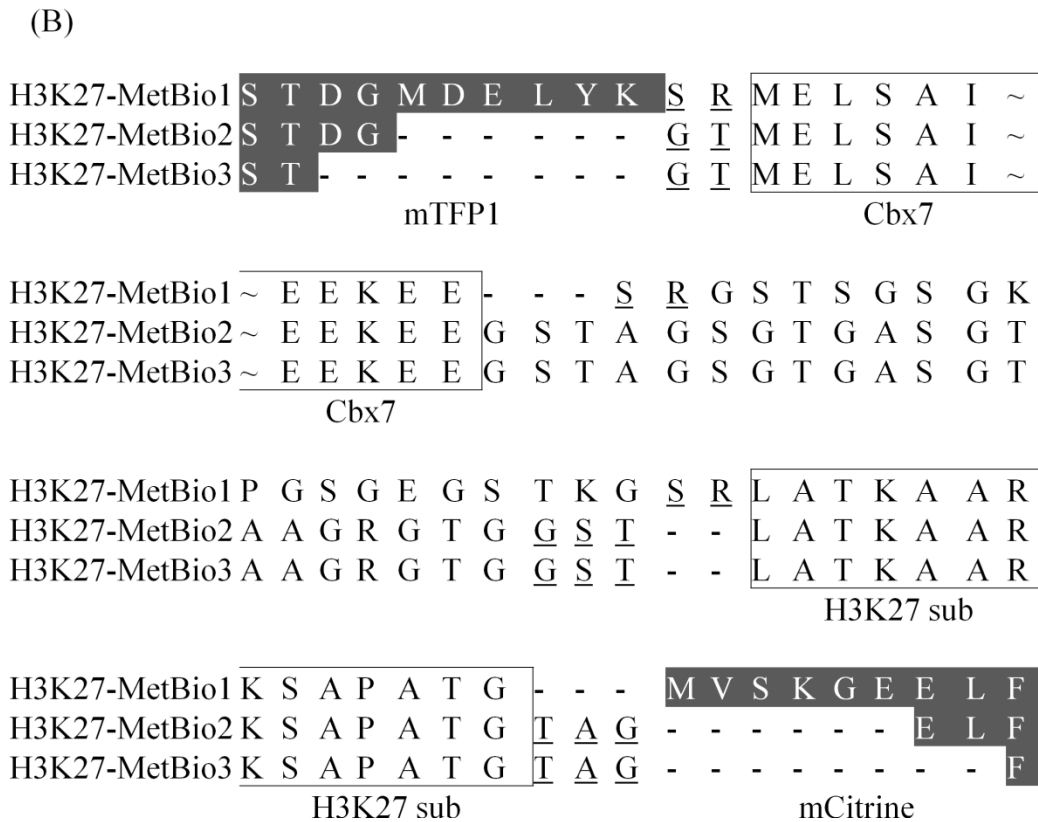 (B)
H3K27-MetBio1 S T D G M D E L Y K S R M E L S A I ~
H3K27-MetBio2 S T D G - - - - - - G T M E L S A I ~
H3K27-MetBio3 S T - - - - - - - - G T M E L S A I ~
mTFP1 Cbx7
H3K27-MetBio1 ~ E E K E E - - - S R G S T S G S G K
H3K27-MetBio2 ~ E E K E E G S T A G S G T G A S G T
H3K27-MetBio3 ~ E E K E E G S T A G S G T G A S G T
Cbx7
H3K27-MetBio1 P G S G E G S T K G S R L A T K A A R
H3K27-MetBio2 A A G R G T G G S T - - L A T K A A R
H3K27-MetBio3 A A G R G T G G S T - - L A T K A A R
H3K27 sub
H3K27-MetBio1 K S A P A T G - - - M V S K G E E L F
H3K27-MetBio2 K S A P A T G T A G - - - - - - E L F
H3K27-MetBio3 K S A P A T G T A G - - - - - - - - F
H3K27 sub mCitrine